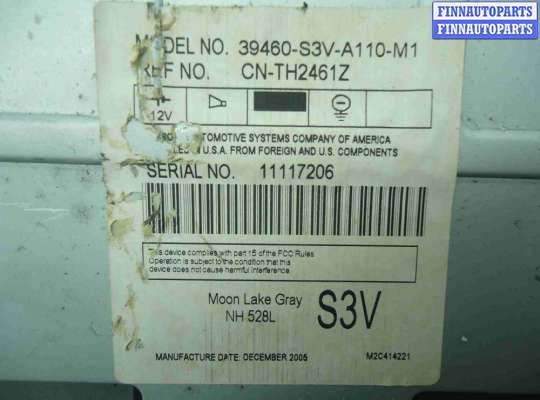 FINNAUTOPARTS
FINNAUTOPARTS
MODEL NO. 39460-S3V-A110-M1
REF NO. CN-TH2461Z
12V
AUTOMOTIVE SYSTEMS COMPANY OF AMERICA
IN U.S.A. FROM FOREIGN AND U.S. COMPONENTS
SERIAL NO. 11117206
This device complies with part 15 of the FCC Rules
Operation is subject to the condition that this
device does not cause harmful interference.
Moon Lake Gray
NH 528L
S3V
MANUFACTURE DATE: DECEMBER 2005
M2C414221